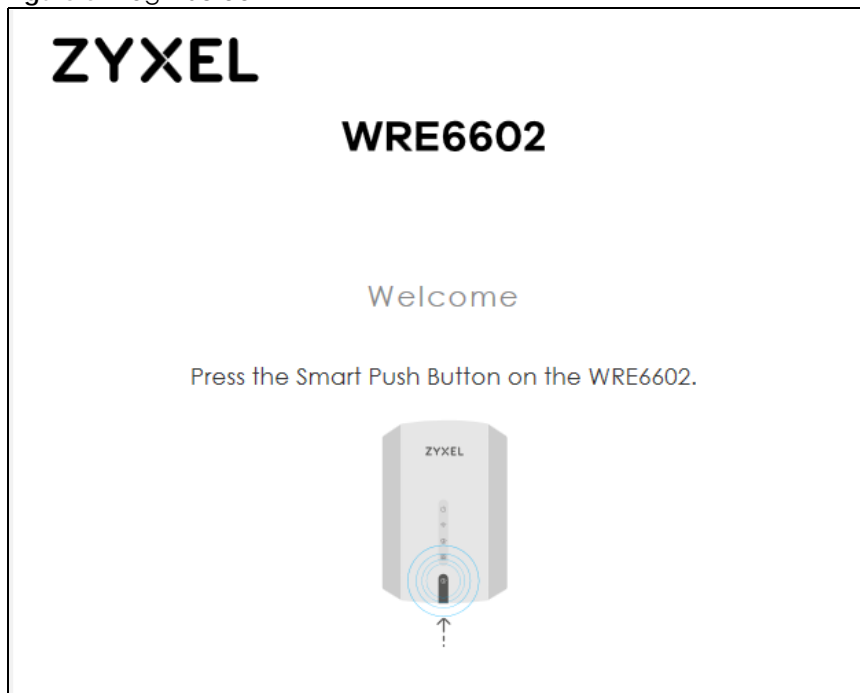 ZYXEL
WRE6602
Welcome
Press the Smart Push Button on the WRE6602.
ZYXEL